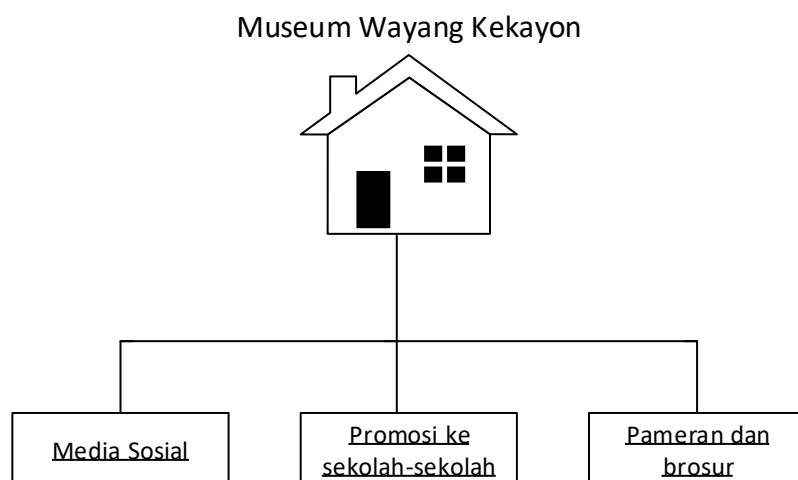 Museum Wayang Kekayon
Media Sosial
Promosi ke
sekolah-sekolah
Pameran dan
brosur